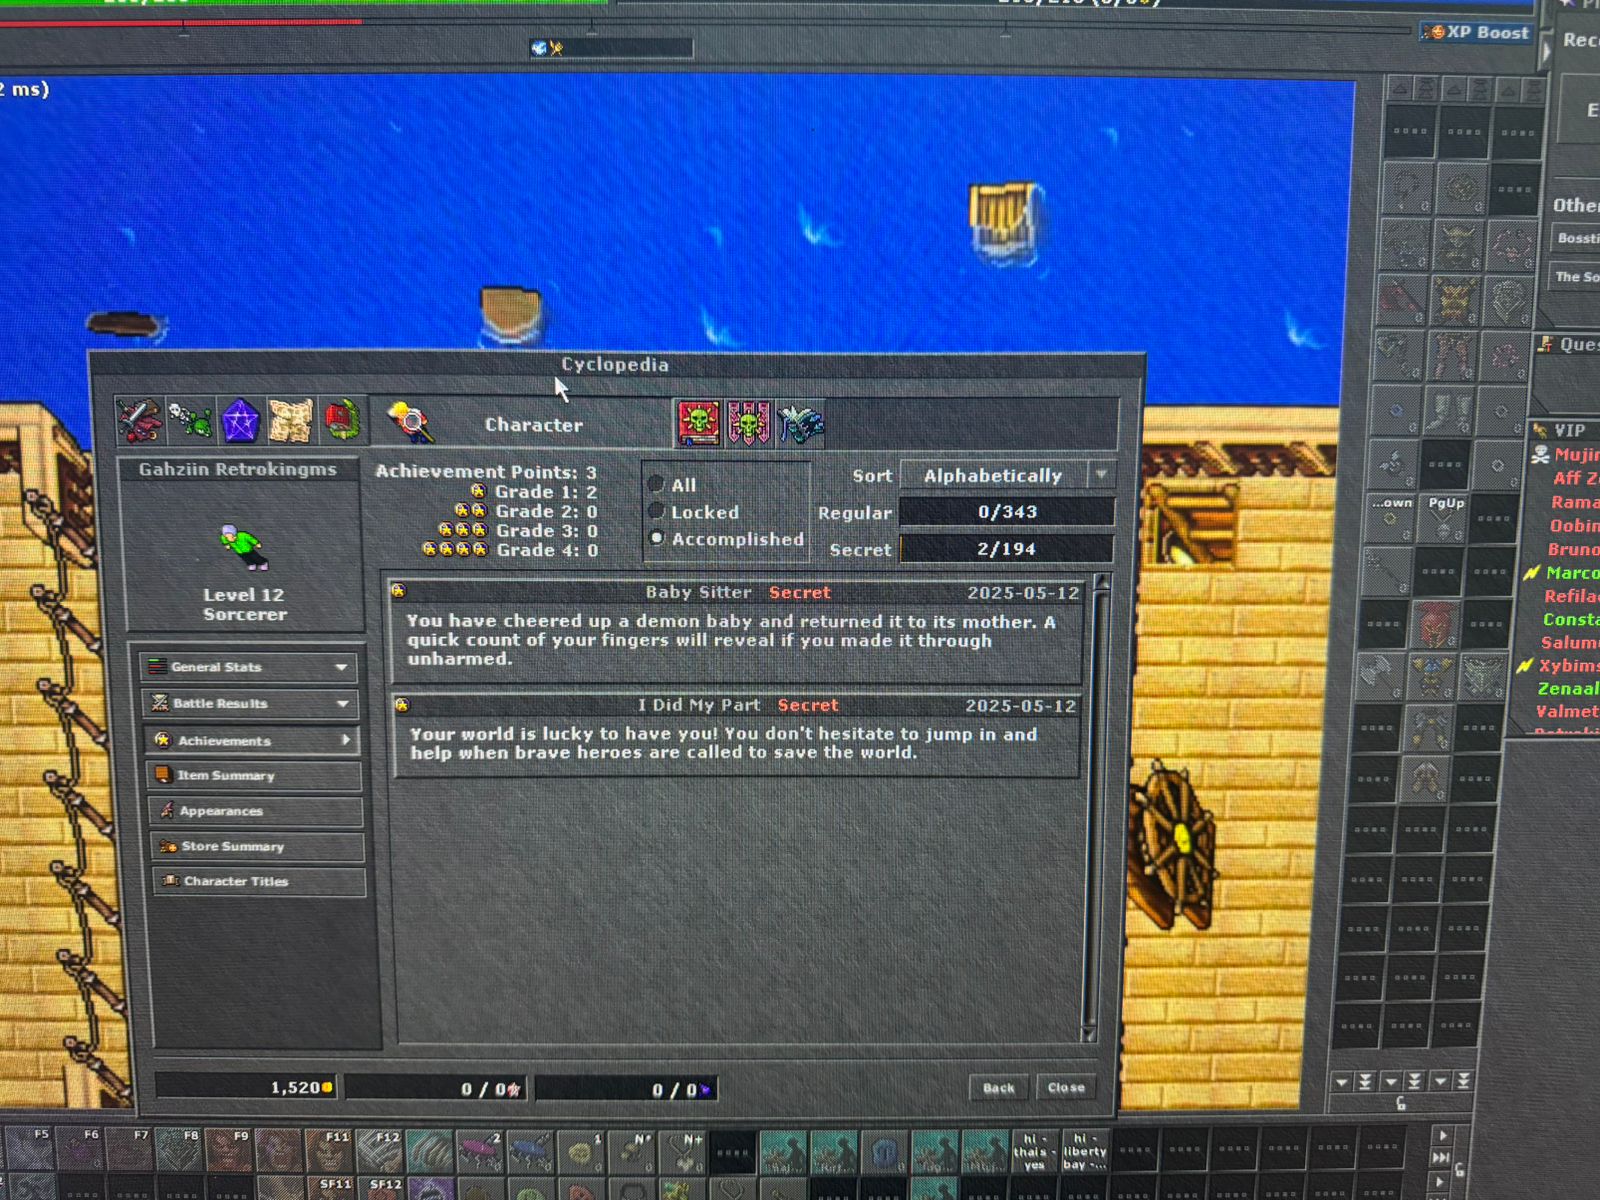 XP Boost
2 ms)
Cyclopedia
Character
Gahziin Retrokingms
Level 12
Sorcerer
General Stats
Battle Results
Achievements
Item Summary
Appearances
Store Summary
Character Titles
Achievement Points: 3
Grade 1: 2
Grade 2: 0
Grade 3: 0
Grade 4: 0
All
Locked
Accomplished
Sort Alphabetically
Regular 0/343
Secret 2/194
Baby Sitter Secret 2025-05-12
You have cheered up a demon baby and returned it to its mother. A
quick count of your fingers will reveal if you made it through
unharmed.
I Did My Part Secret 2025-05-12
Your world is lucky to have you! You don't hesitate to jump in and
help when brave heroes are called to save the world.
1,520
0 / 0
0 / 0
Back
Close
...own
PgUp
Rec
E
Other
Bossti
The So
Ques
VIP
Mujin
Aff Z
Rama
Oobin
Bruno
Marco
Refila
Consta
Salum
Xybims
Zenaal
Valmet
F5
F6
F7
F8
F9
F11
F12
2
1
N+
hi -
thais -
yes
hi -
liberty
bay -...
SF11
SF12